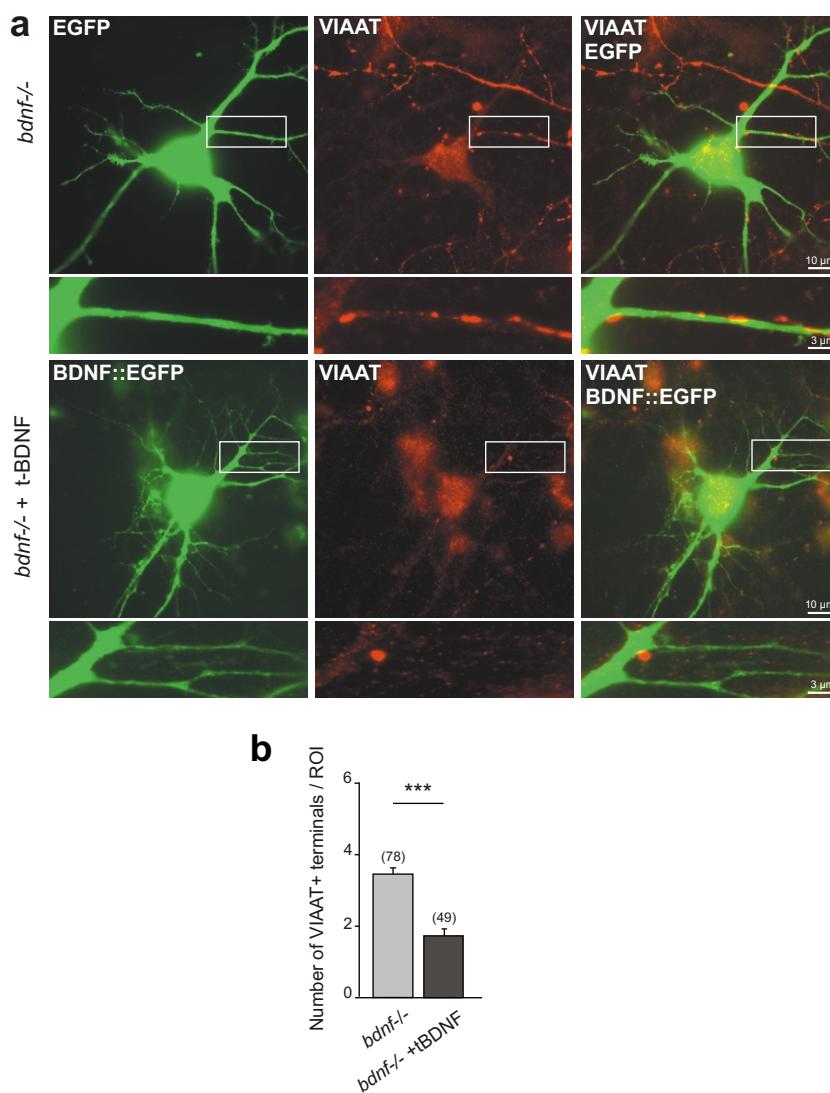 a
EGFP
VIAAT
VIAAT
EGFP
bdnf-/-
10 µm
3 µm
BDNF::EGFP
VIAAT
VIAAT
BDNF::EGFP
bdnf-/- + t-BDNF
10 µm
3 µm
b
Number of VIAAT+ terminals / ROI
6
4
2
0
***
(78)
(49)
bdnf-/-
bdnf-/- +tBDNF